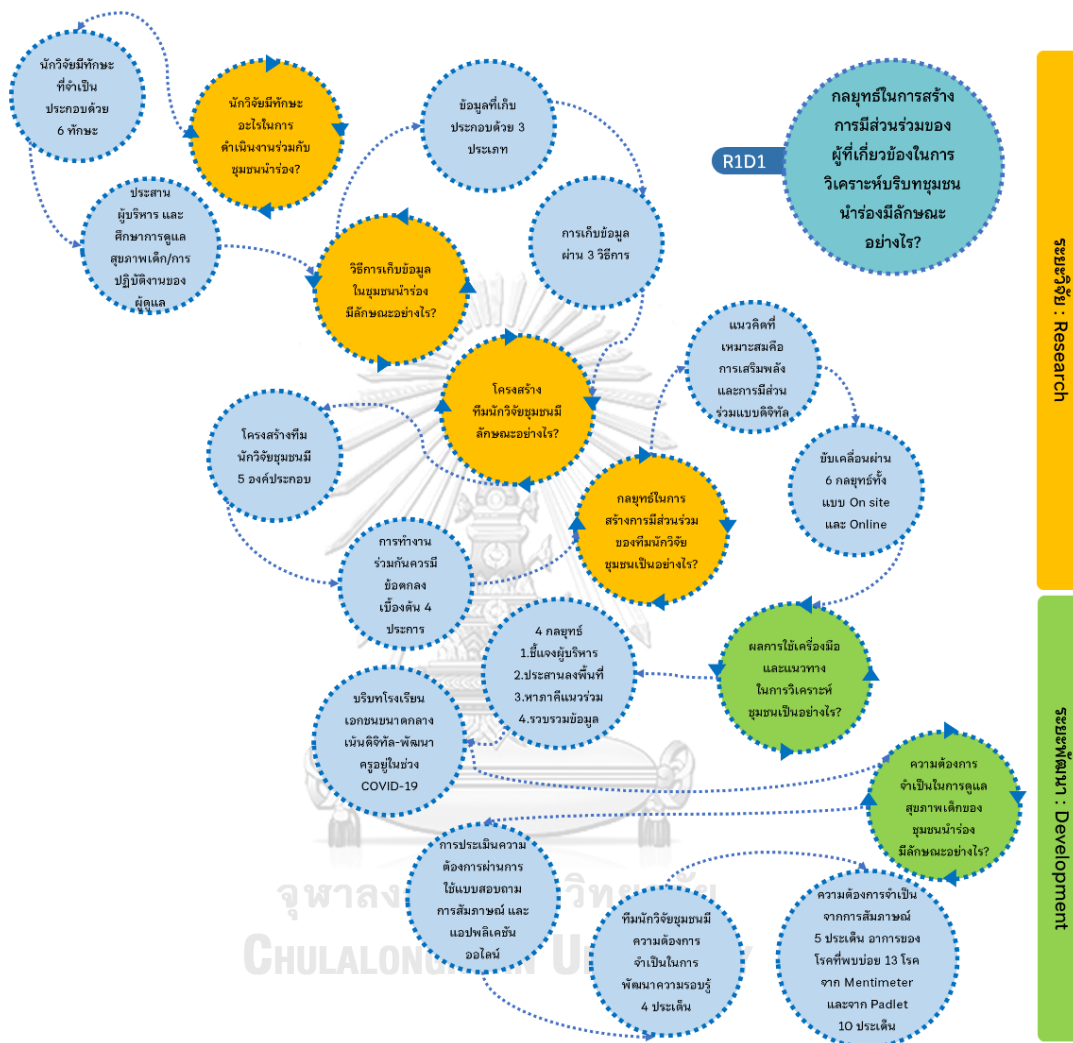 นักวิจัยมีทักษะ
ที่จำเป็น
ประกอบด้วย
6 ทักษะ
นักวิจัยมีทักษะ
อะไรในการ
ดำเนินงานร่วมกับ
ชุมชนนำร่อง?
ประสาน
ผู้บริหาร และ
ศึกษาการดูแล
สุขภาพเด็ก/การ
ปฏิบัติงานของ
ผู้ดูแล
วิธีการเก็บข้อมูล
ในชุมชนนำร่อง
มีลักษณะอย่างไร?
ข้อมูลที่เก็บ
ประกอบด้วย 3
ประเภท
การเก็บข้อมูล
ผ่าน 3 วิธีการ
R1D1
กลยุทธ์ในการสร้าง
การมีส่วนร่วมของ
ผู้ที่เกี่ยวข้องในการ
วิเคราะห์บริบทชุมชน
นำร่องมีลักษณะ
อย่างไร?
ระยะวิจัย : Research
โครงสร้าง
ทีมนักวิจัยชุมชนมี
ลักษณะอย่างไร?
โครงสร้างทีม
นักวิจัยชุมชนมี
5 องค์ประกอบ
การทำงาน
ร่วมกันควรมี
ข้อตกลง
เบื้องต้น 4
ประการ
กลยุทธ์ในการ
สร้างการมีส่วนร่วม
ของทีมนักวิจัย
ชุมชนเป็นอย่างไร?
แนวคิดที่
เหมาะสมคือ
การเสริมพลัง
และการมีส่วน
ร่วมแบบดิจิทัล
ขับเคลื่อนผ่าน
6 กลยุทธ์ทั้ง
แบบ On site
และ Online
ผลการใช้เครื่องมือ
และแนวทาง
ในการวิเคราะห์
ชุมชนเป็นอย่างไร?
4 กลยุทธ์
1.ชี้แจงผู้บริหาร
2.ประสานลงพื้นที่
3.หาภาคีแนวร่วม
4.รวบรวมข้อมูล
บริบทโรงเรียน
เอกชนขนาดกลาง
เน้นดิจิทัล-พัฒนา
ครูอยู่ในช่วง
COVID-19
ความต้องการ
จำเป็นในการดูแล
สุขภาพเด็กของ
ชุมชนนำร่อง
มีลักษณะอย่างไร?
ระยะพัฒนา : Development
การประเมินความ
ต้องการผ่านการ
ใช้แบบสอบถาม
การสัมภาษณ์ และ
แอปพลิเคชัน
ออนไลน์
ทีมนักวิจัยชุมชนมี
ความต้องการ
จำเป็นในการ
พัฒนาความรอบรู้
4 ประเด็น
ความต้องการจำเป็น
จากการสัมภาษณ์
5 ประเด็น อาการของ
โรคที่พบบ่อย 13 โรค
จาก Mentimeter
และจาก Padlet
10 ประเด็น